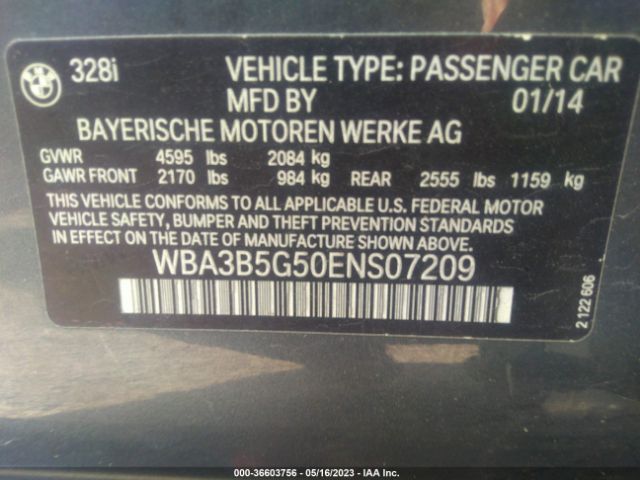 BMW
328i VEHICLE TYPE: PASSENGER CAR
MFD BY 01/14
BAYERISCHE MOTOREN WERKE AG
GVWR 4595 lbs 2084 kg
GAWR FRONT 2170 lbs 984 kg REAR 2555 lbs 1159 kg
THIS VEHICLE CONFORMS TO ALL APPLICABLE U.S. FEDERAL MOTOR
VEHICLE SAFETY, BUMPER AND THEFT PREVENTION STANDARDS
IN EFFECT ON THE DATE OF MANUFACTURE SHOWN ABOVE.
WBA3B5G50ENS07209
2 122 606
000-36603756 - 05/16/2023 - IAAI.COM